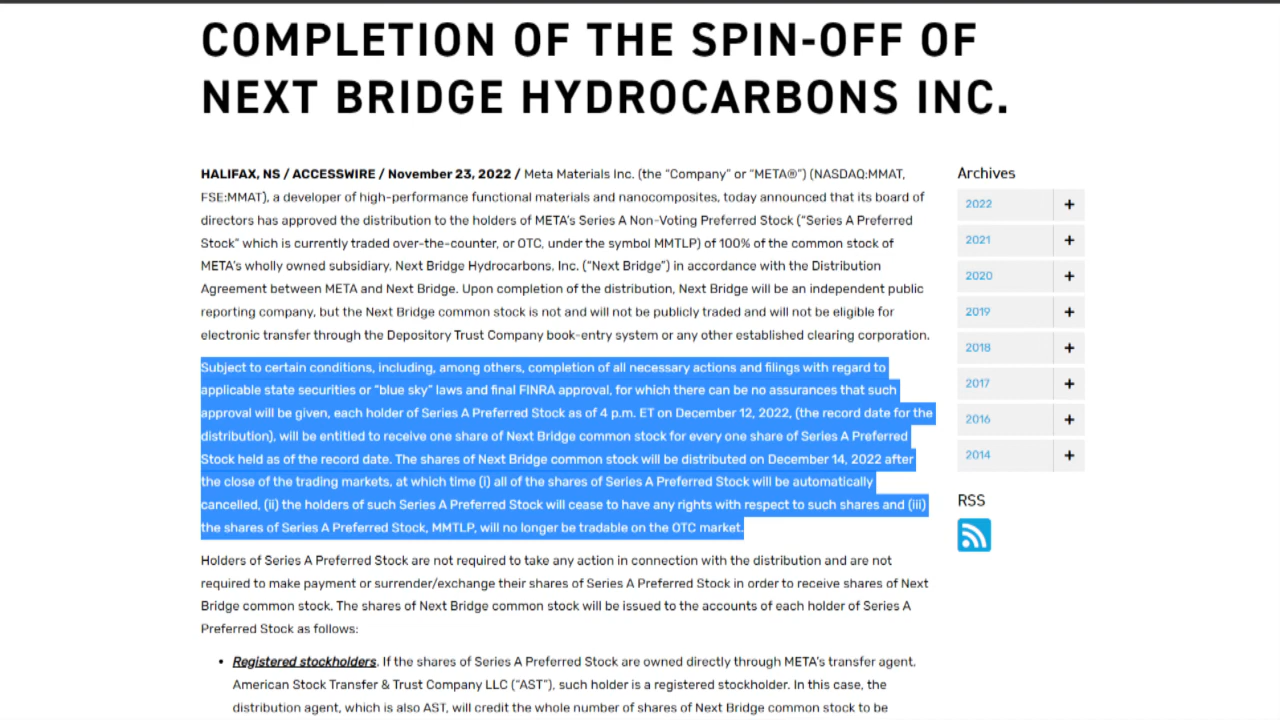 COMPLETION OF THE SPIN-OFF OF
NEXT BRIDGE HYDROCARBONS INC.
HALIFAX, NS / ACCESSWIRE / November 23, 2022 / Meta Materials Inc. (the "Company" or "META®") (NASDAQ:MMAT,
FSE:MMAT), a developer of high-performance functional materials and nanocomposites, today announced that its board of
directors has approved the distribution to the holders of META's Series A Non-Voting Preferred Stock ("Series A Preferred
Stock" which is currently traded over-the-counter, or OTC, under the symbol MMTLP) of 100% of the common stock of
META's wholly owned subsidiary, Next Bridge Hydrocarbons, Inc. ("Next Bridge") in accordance with the Distribution
Agreement between META and Next Bridge. Upon completion of the distribution, Next Bridge will be an independent public
reporting company, but the Next Bridge common stock is not and will not be publicly traded and will not be eligible for
electronic transfer through the Depository Trust Company book-entry system or any other established clearing corporation.
Subject to certain conditions, including, among others, completion of all necessary actions and filings with regard to
applicable state securities or "blue sky" laws and final FINRA approval, for which there can be no assurances that such
approval will be given, each holder of Series A Preferred Stock as of 4 p.m. ET on December 12, 2022, (the record date for the
distribution), will be entitled to receive one share of Next Bridge common stock for every one share of Series A Preferred
Stock held as of the record date. The shares of Next Bridge common stock will be distributed on December 14, 2022 after
the close of the trading markets, at which time (i) all of the shares of Series A Preferred Stock will be automatically
cancelled, (ii) the holders of such Series A Preferred Stock will cease to have any rights with respect to such shares and (iii)
the shares of Series A Preferred Stock, MMTLP, will no longer be tradable on the OTC market.
Holders of Series A Preferred Stock are not required to take any action in connection with the distribution and are not
required to make payment or surrender/exchange their shares of Series A Preferred Stock in order to receive shares of Next
Bridge common stock. The shares of Next Bridge common stock will be issued to the accounts of each holder of Series A
Preferred Stock as follows:
• Registered stockholders. If the shares of Series A Preferred Stock are owned directly through META's transfer agent,
American Stock Transfer & Trust Company LLC ("AST"), such holder is a registered stockholder. In this case, the
distribution agent, which is also AST, will credit the whole number of shares of Next Bridge common stock to be
Archives
2022 +
2021 +
2020 +
2019 +
2018 +
2017 +
2016 +
2014 +
RSS